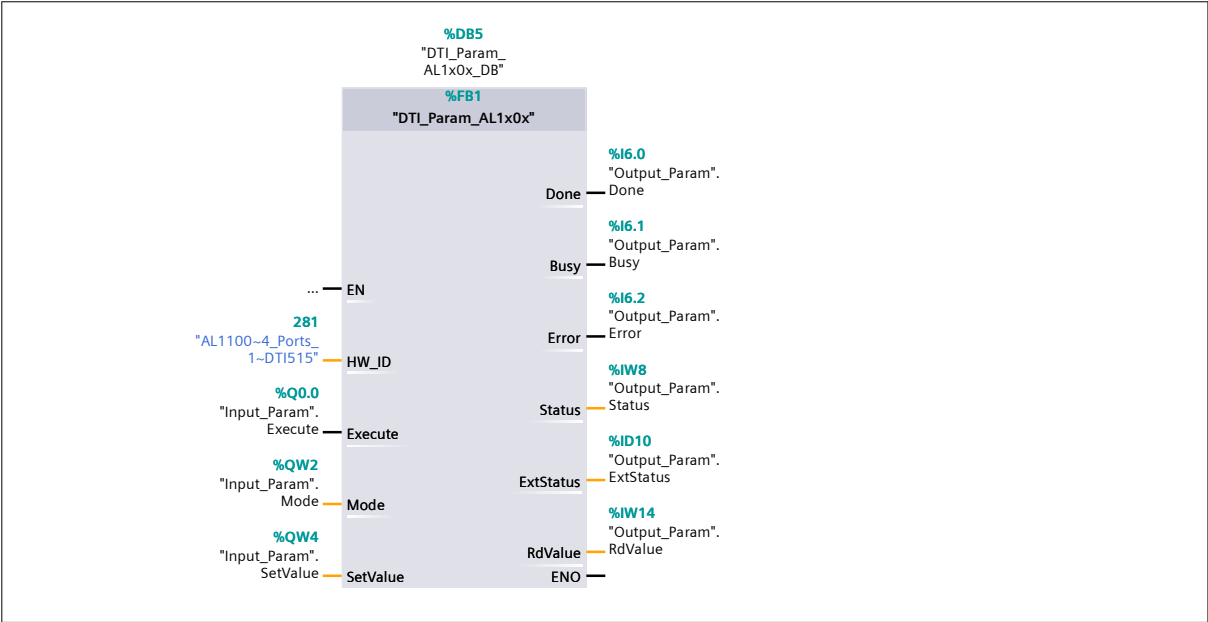 %DB5
"DTI_Param_
AL1x0x_DB"
%FB1
"DTI_Param_AL1x0x"
%I6.0
"Output_Param".
Done
Done
%I6.1
"Output_Param".
Busy
Busy
...
EN
%I6.2
"Output_Param".
Error
Error
281
"AL1100~4_Ports_
1~DTI515"
HW_ID
%IW8
"Output_Param".
Status
Status
%Q0.0
"Input_Param".
Execute
Execute
%ID10
"Output_Param".
ExtStatus
ExtStatus
%QW2
"Input_Param".
Mode
Mode
%IW14
"Output_Param".
RdValue
RdValue
%QW4
"Input_Param".
SetValue
SetValue
ENO